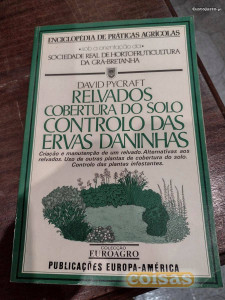 ENCICLOPÉDIA DE PRÁTICAS AGRÍCOLAS
sob a orientação da
SOCIEDADE REAL DE HORTOFRUTICULTURA
DA GRÃ-BRETANHA
DAVID PYCRAFT
RELVADOS
COBERTURA DO SOLO
CONTROLO DAS
ERVAS DANINHAS
Criação e manutenção de um relvado. Alternativas aos
relvados. Uso de outras plantas de cobertura do solo.
Controlo das plantas infestantes.
COLECÇÃO
EUROAGRO
PUBLICAÇÕES EUROPA-AMÉRICA
coisas